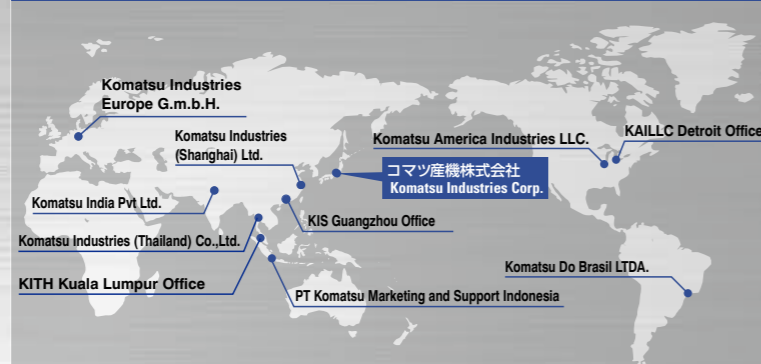 Komatsu Industries
Europe G.m.b.H.
Komatsu Industries
(Shanghai) Ltd.
Komatsu America Industries LLC.
KAILLC Detroit Office
コマツ産機株式会社
Komatsu Industries Corp.
Komatsu India Pvt Ltd.
KIS Guangzhou Office
Komatsu Industries (Thailand) Co.,Ltd.
KITH Kuala Lumpur Office
Komatsu Do Brasil LTDA.
PT Komatsu Marketing and Support Indonesia